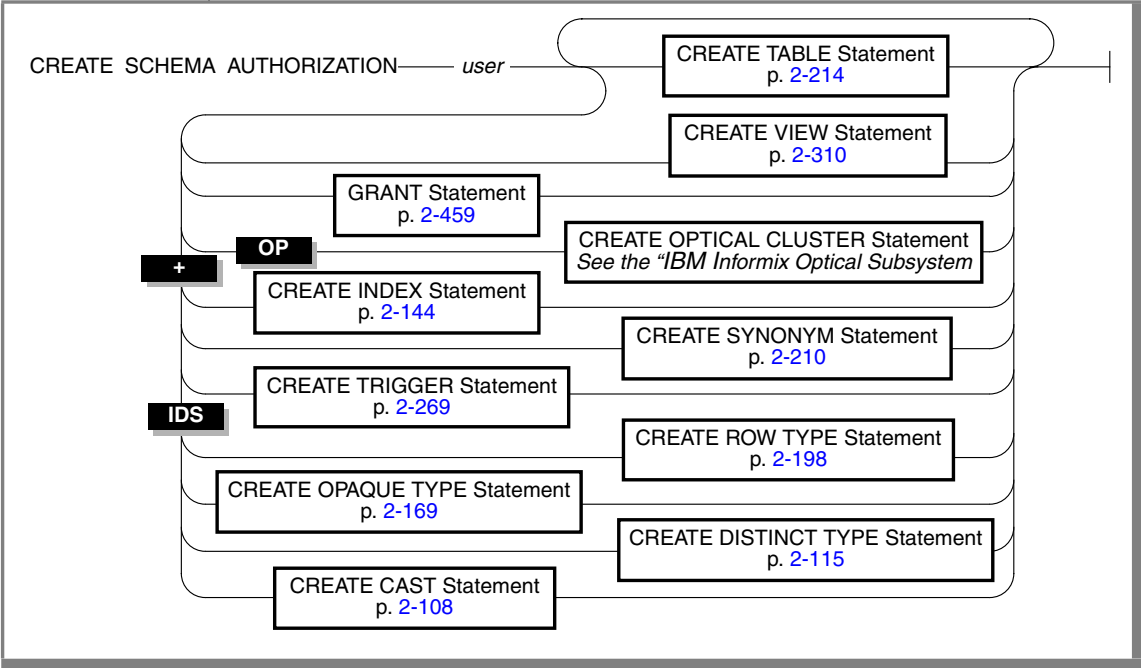 CREATE SCHEMA AUTHORIZATION user
CREATE TABLE Statement
p. 2-214
CREATE VIEW Statement
p. 2-310
GRANT Statement
p. 2-459
OP
CREATE OPTICAL CLUSTER Statement
See the “IBM Informix Optical Subsystem
+
CREATE INDEX Statement
p. 2-144
CREATE SYNONYM Statement
p. 2-210
CREATE TRIGGER Statement
p. 2-269
IDS
CREATE ROW TYPE Statement
p. 2-198
CREATE OPAQUE TYPE Statement
p. 2-169
CREATE DISTINCT TYPE Statement
p. 2-115
CREATE CAST Statement
p. 2-108